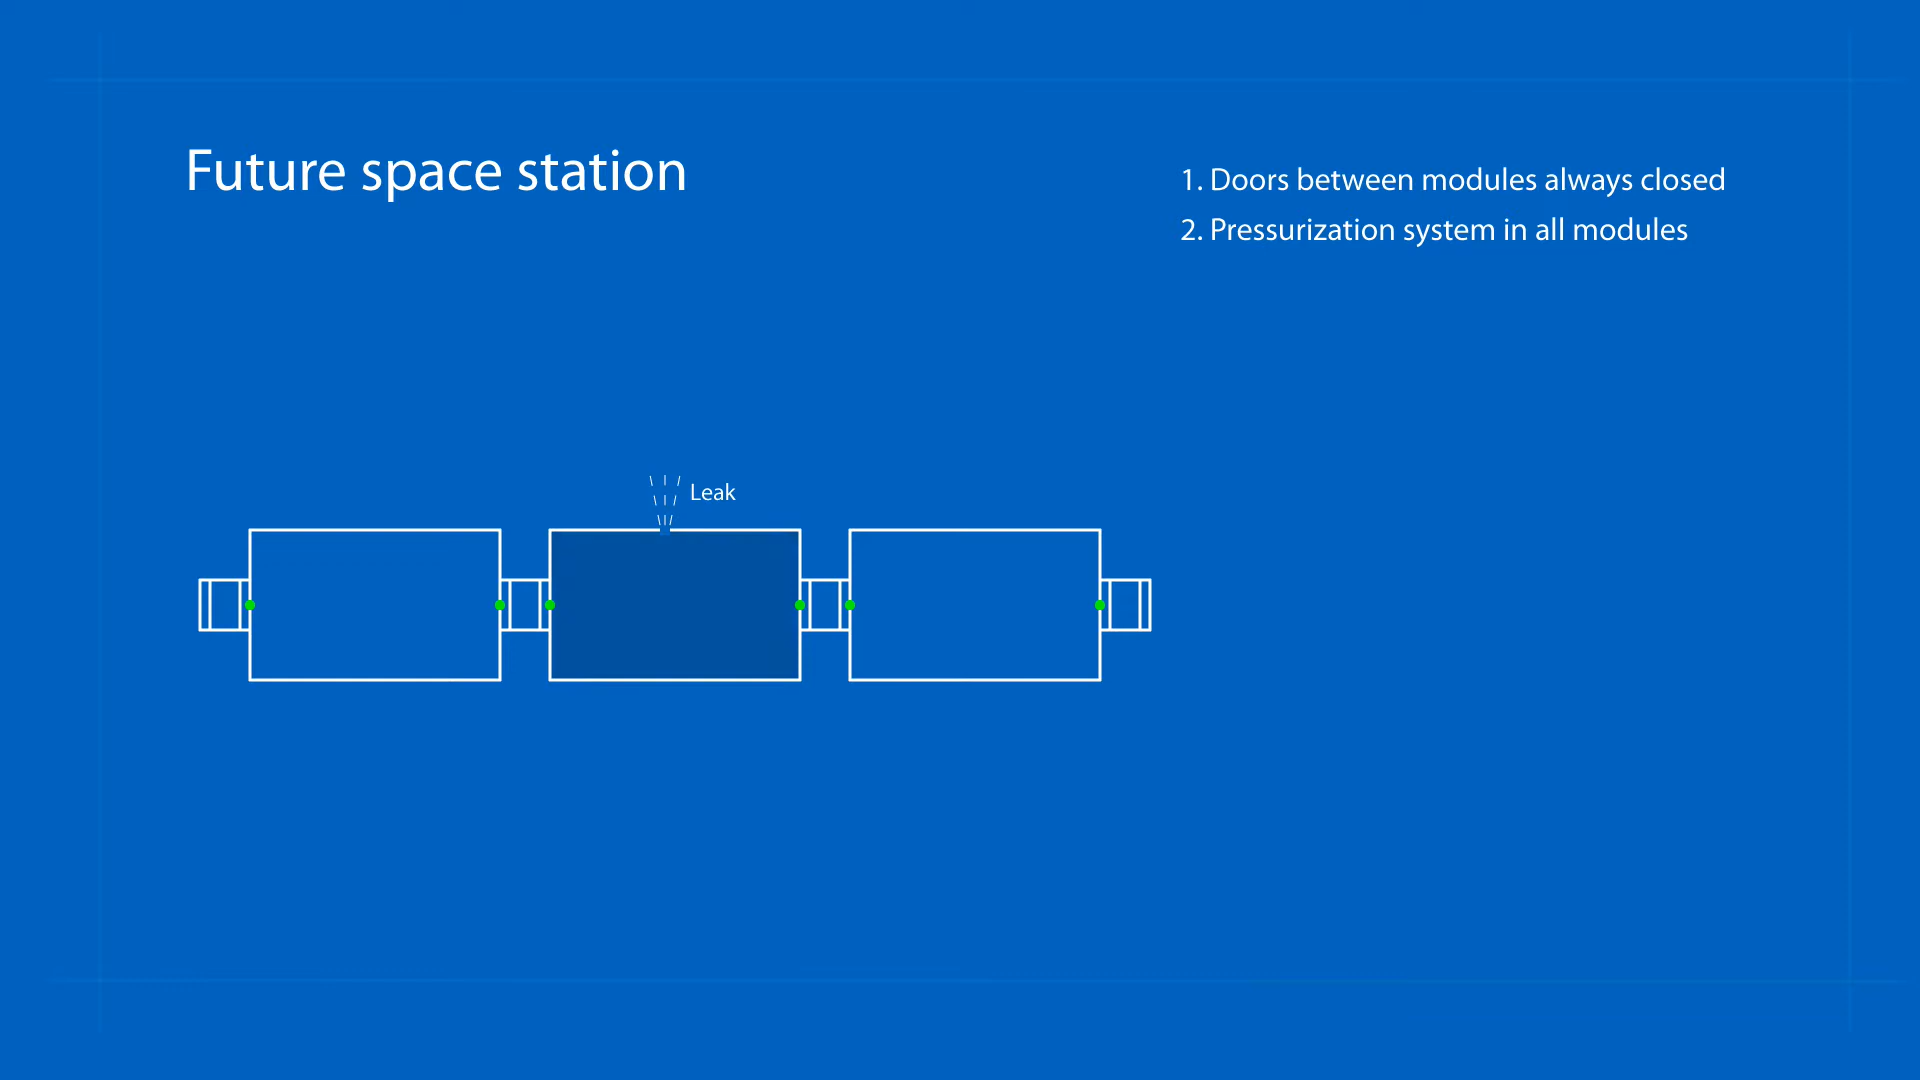 Future space station
1. Doors between modules always closed
2. Pressurization system in all modules
Leak